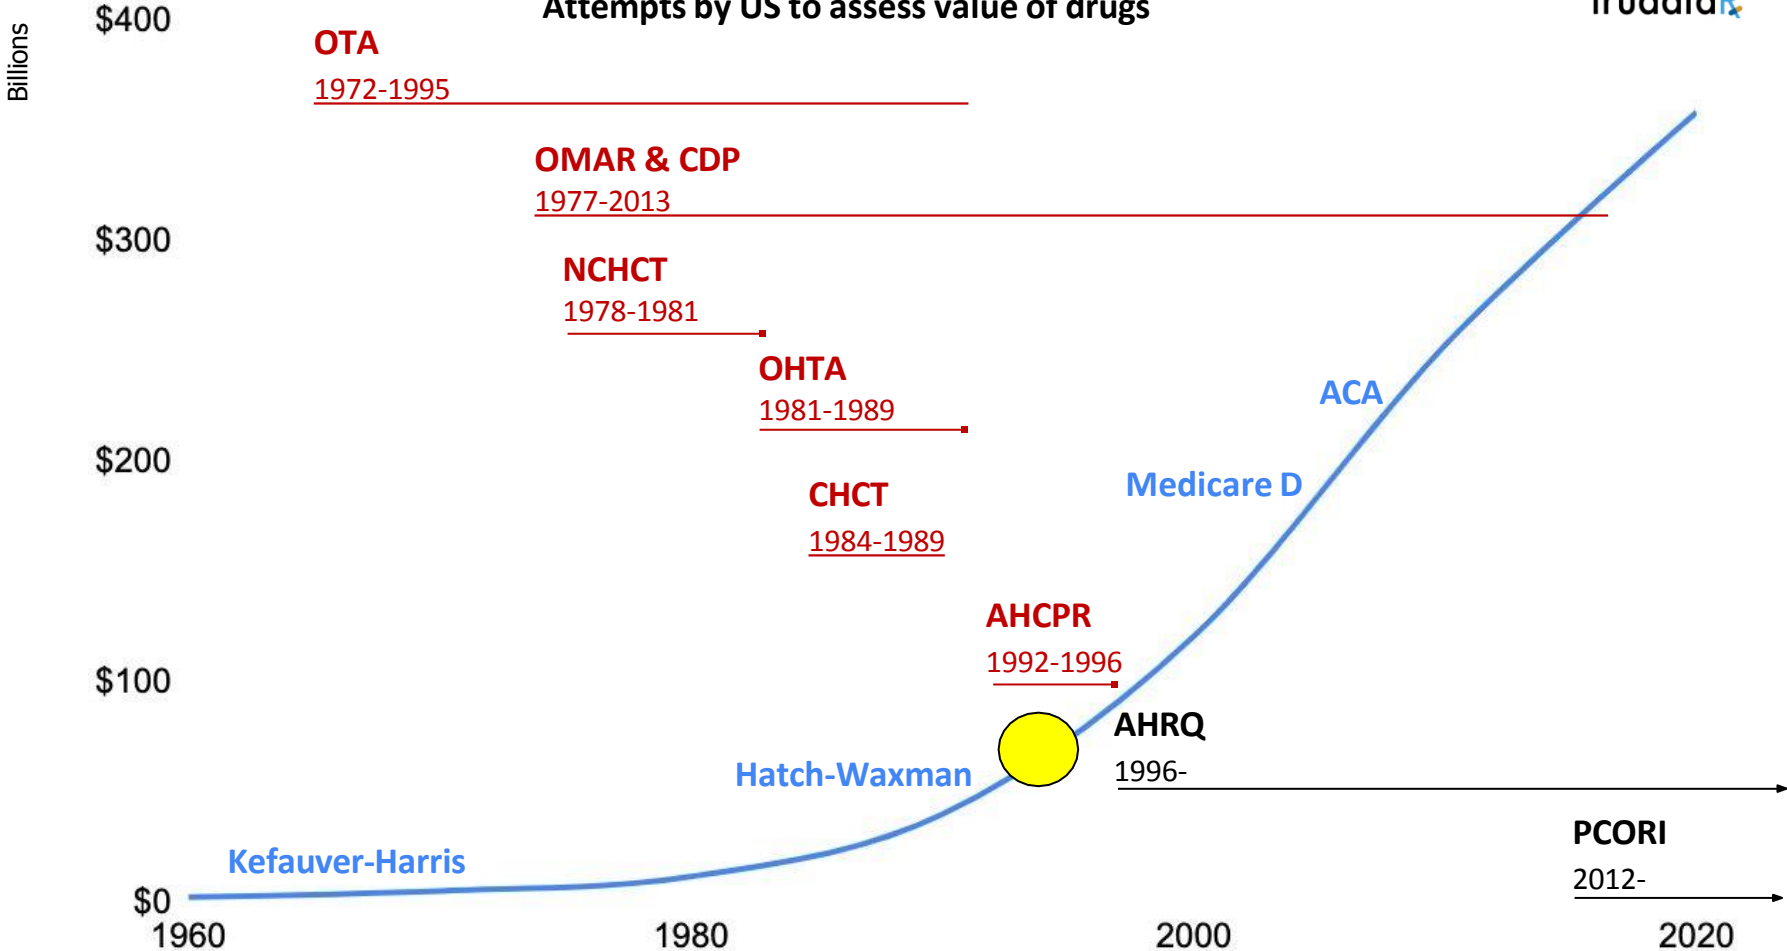 Attempts by US to assess value of drugs
Billions
$400
$300
$200
$100
$0
OTA
1972-1995
OMAR & CDP
1977-2013
NCHCT
1978-1981
OHTA
1981-1989
CHCT
1984-1989
AHCPR
1992-1996
AHRQ
1996-
PCORI
2012-
ACA
Medicare D
Hatch-Waxman
Kefauver-Harris
1960
1980
2000
2020